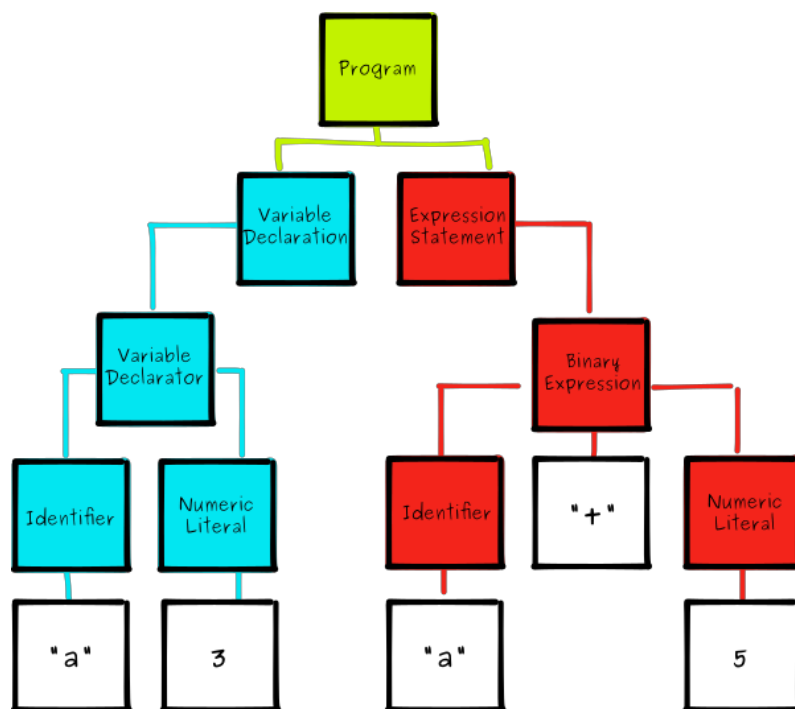 Program
Variable
Declaration
Expression
Statement
Variable
Declarator
Binary
Expression
Identifier
Numeric
Literal
Identifier
"+"
Numeric
Literal
"a"
3
"a"
5